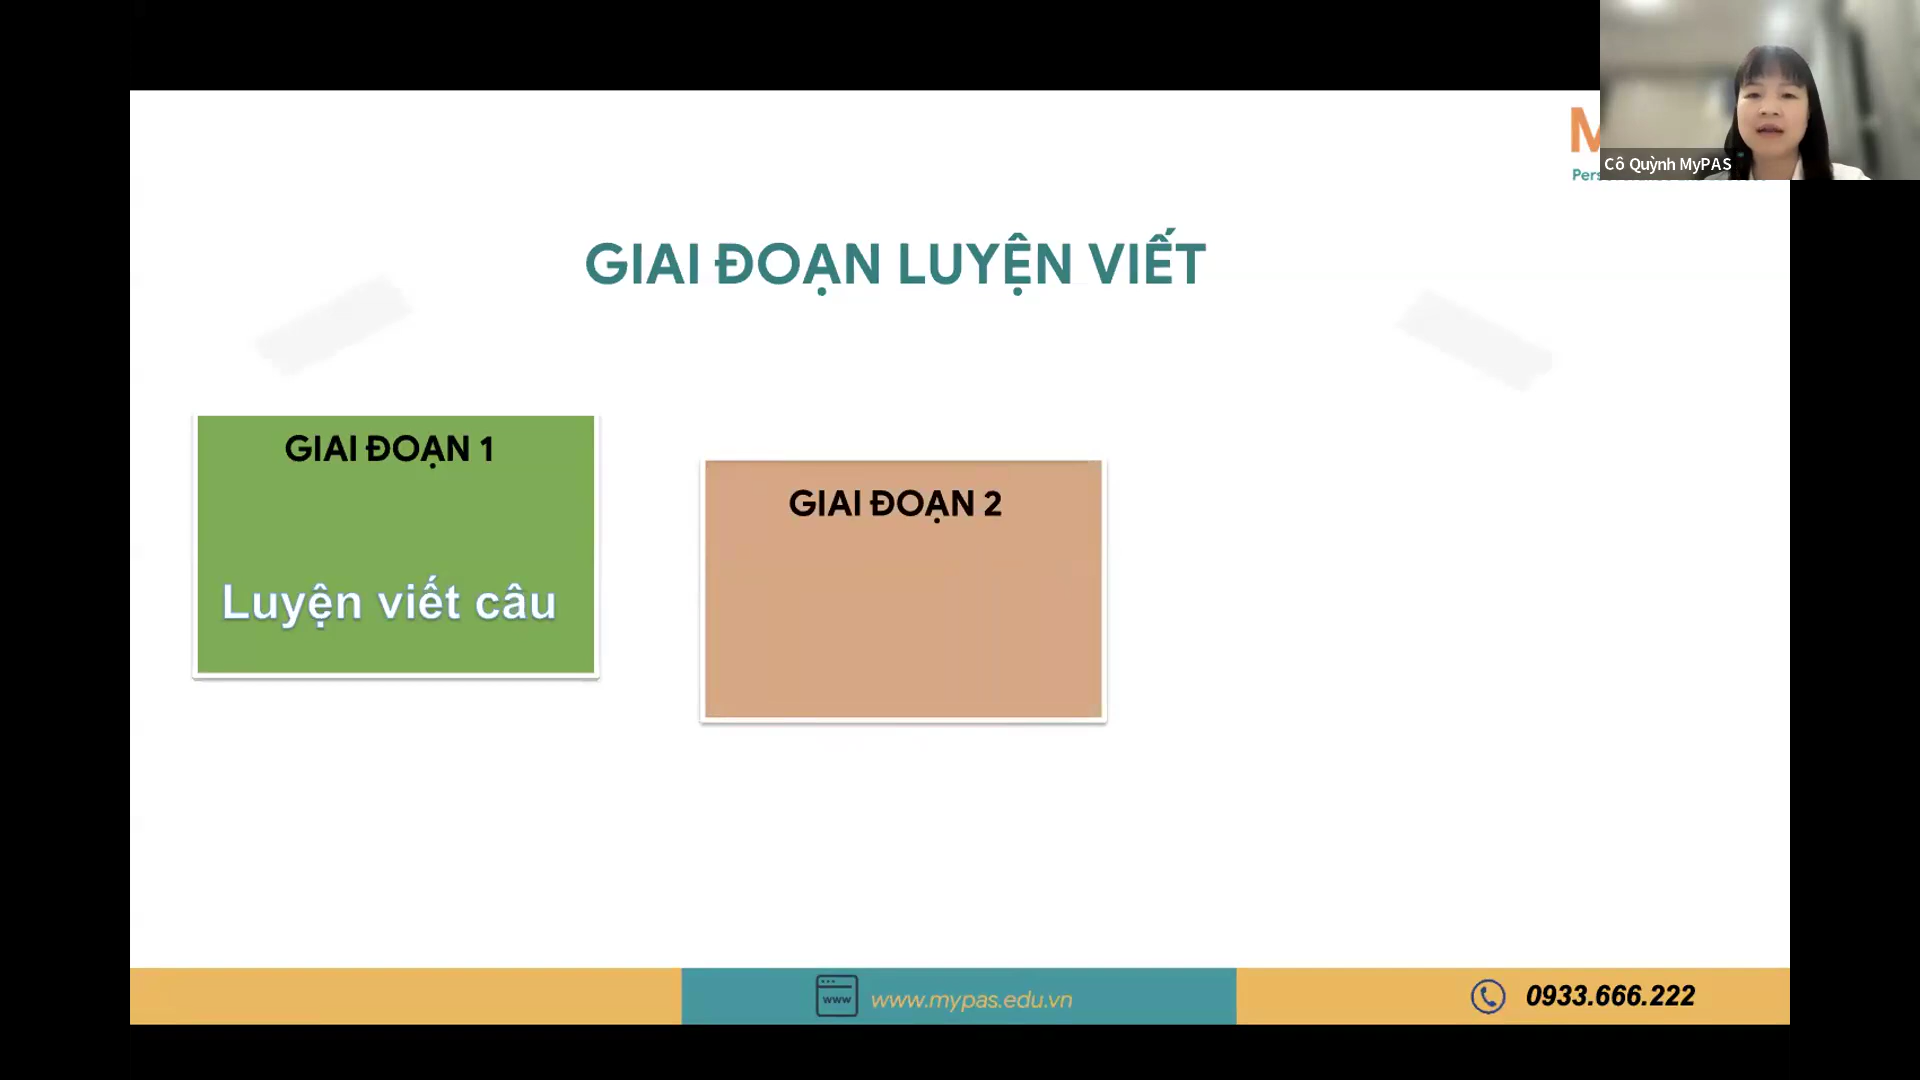 Cô Quỳnh MyPAS
GIAI ĐOẠN LUYỆN VIẾT
GIAI ĐOẠN 1
Luyện viết câu
GIAI ĐOẠN 2
www
www.mypas.edu.vn
0933.666.222